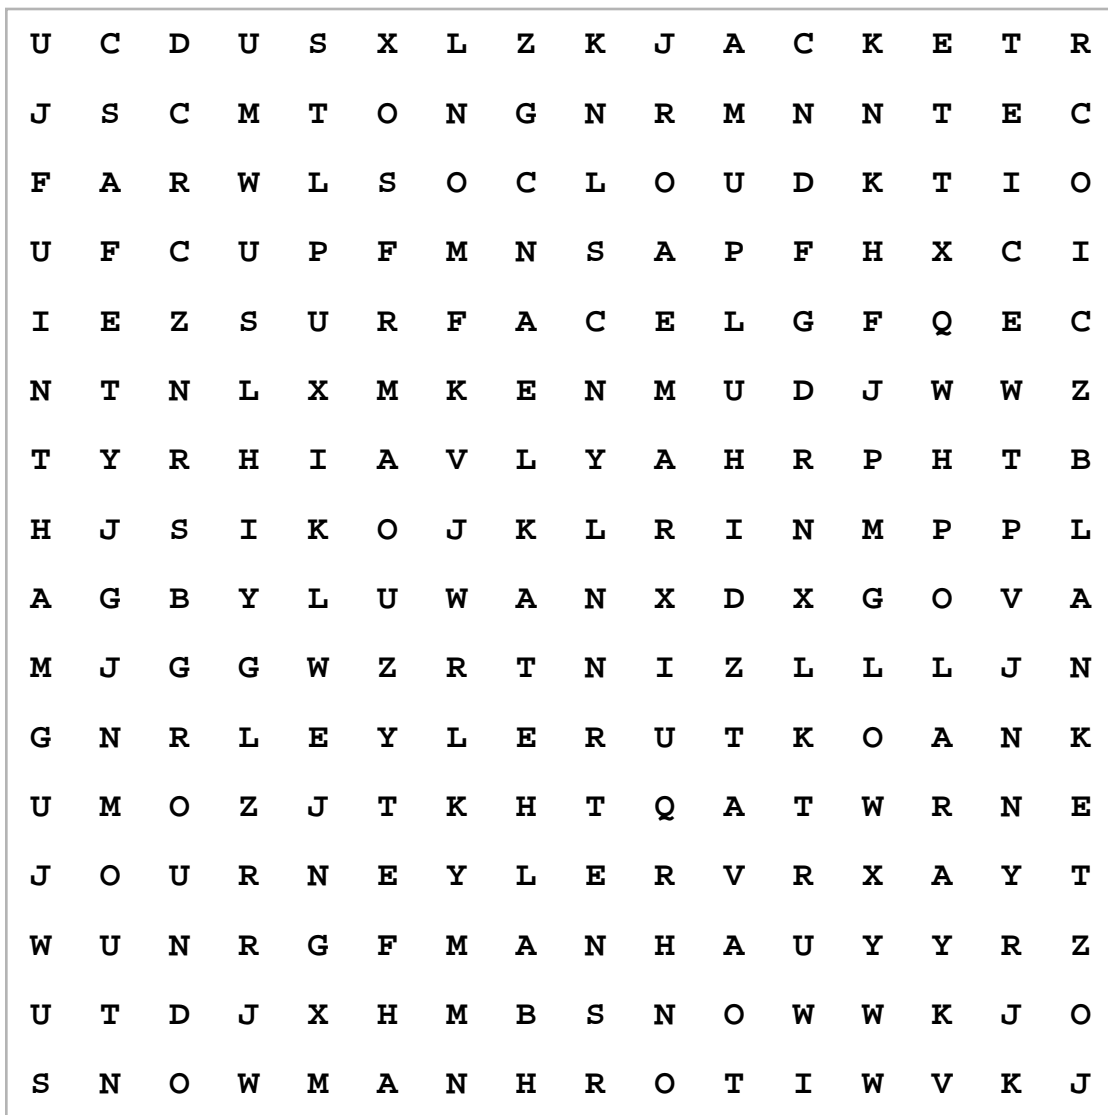 U C D U S X L Z K J A C K E T R
J S C M T O N G N R M N N T E C
F A R W L S O C L O U D K T I O
U F C U P F M N S A P F H X C I
I E Z S U R F A C E L G F Q E C
N T N L X M K E N M U D J W W Z
T Y R H I A V L Y A H R P H T B
H J S I K O J K L R I N M P P L
A G B Y L U W A N X D X G O V A
M J G G W Z R T N I Z L L L J N
G N R L E Y L E R U T K O A N K
U M O Z J T K H T Q A T W R N E
J O U R N E Y L E R V R X A Y T
W U N R G F M A N H A U Y Y R Z
U T D J X H M B S N O W W K J O
S N O W M A N H R O T I W V K J